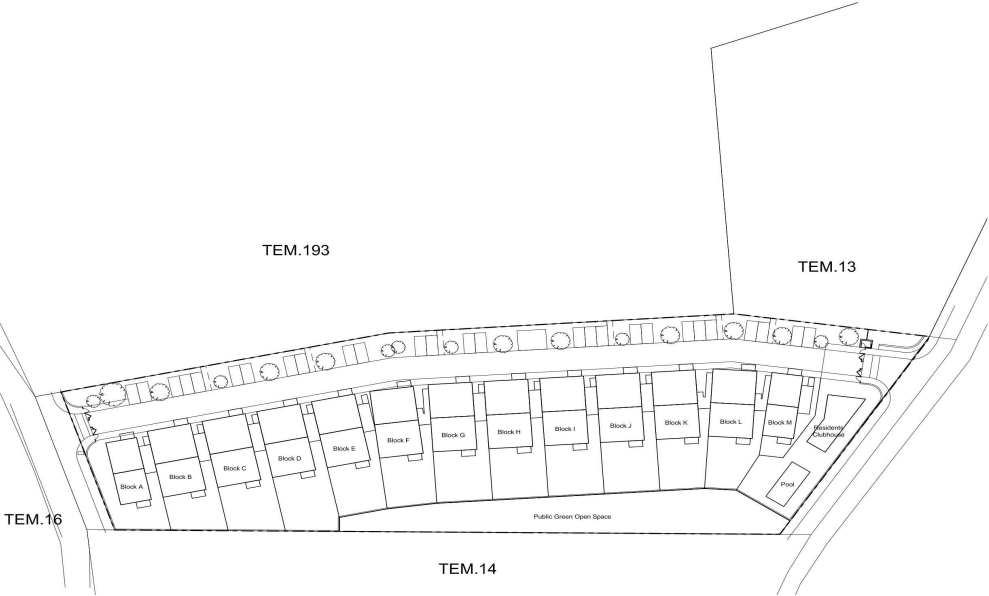 TEM.193
TEM.13
Block A
Block B
Block C
Block D
Block E
Block F
Block G
Block H
Block I
Block J
Block K
Block L
Block M
Residents
Clubhouse
Pool
Public Green Open Space
TEM.16
TEM.14